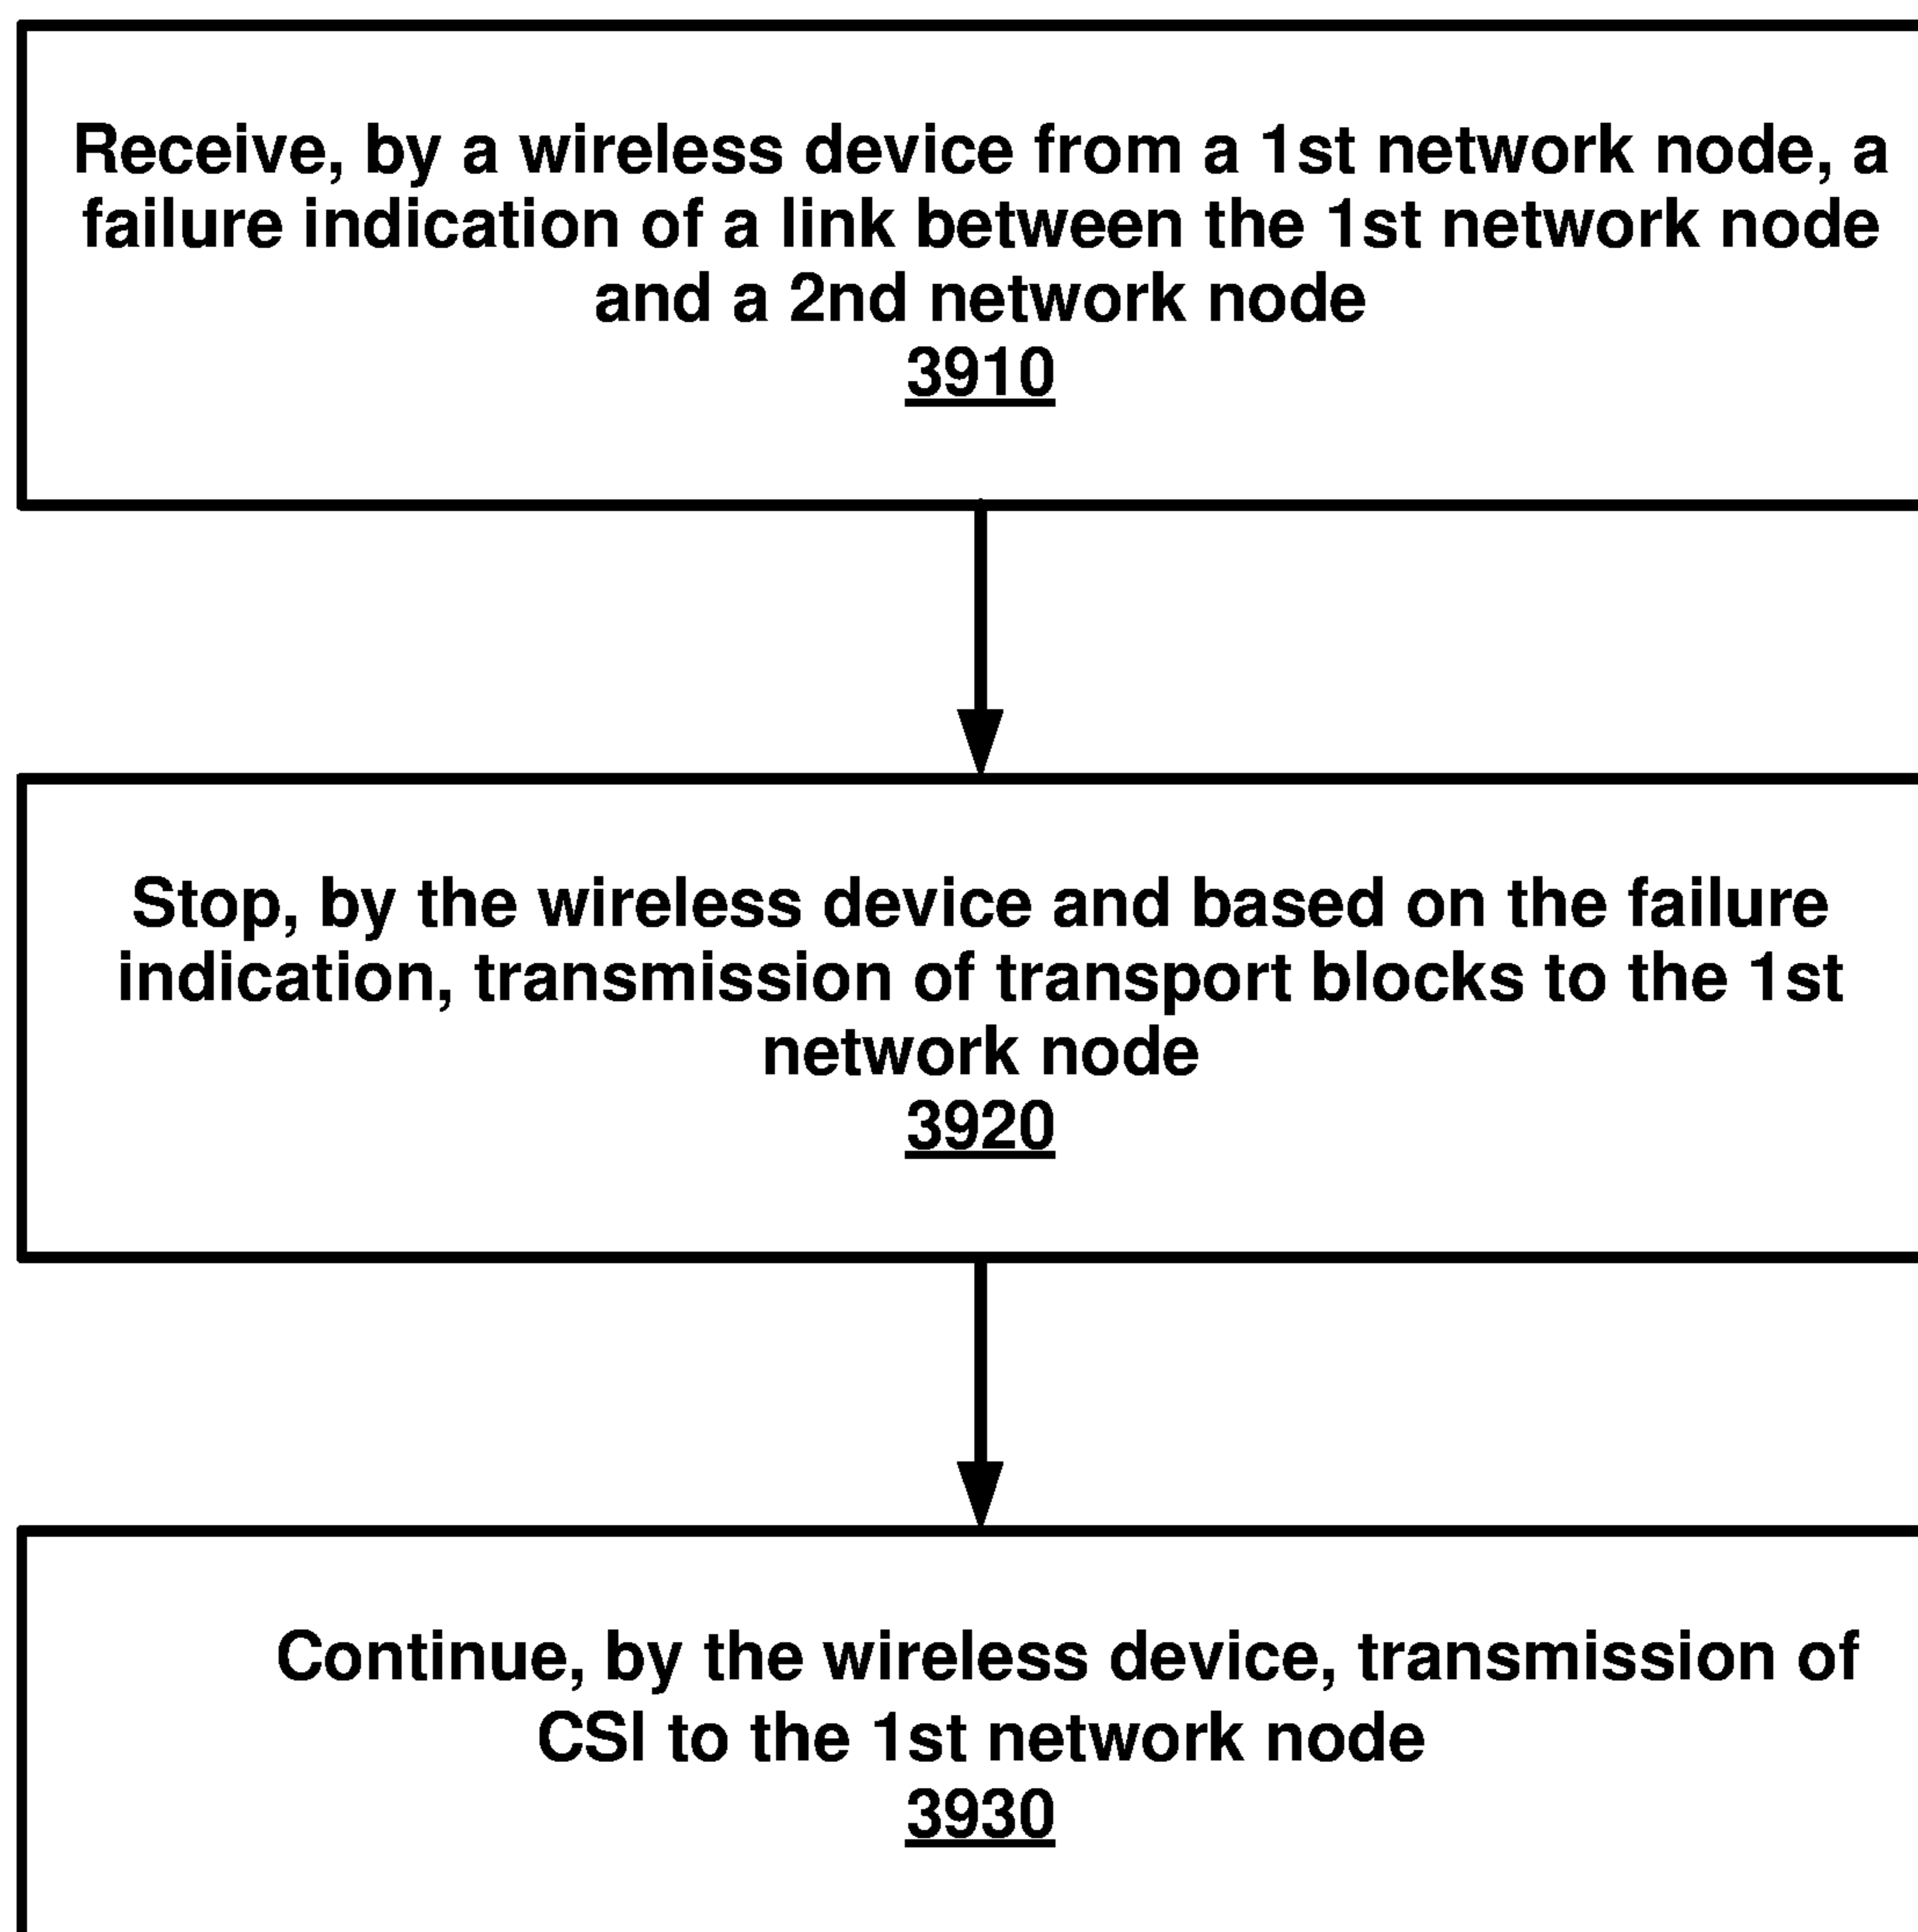 Receive, by a wireless device from a 1st network node, a
failure indication of a link between the 1st network node
and a 2nd network node
3910
Stop, by the wireless device and based on the failure
indication, transmission of transport blocks to the 1st
network node
3920
Continue, by the wireless device, transmission of
CSI to the 1st network node
3930